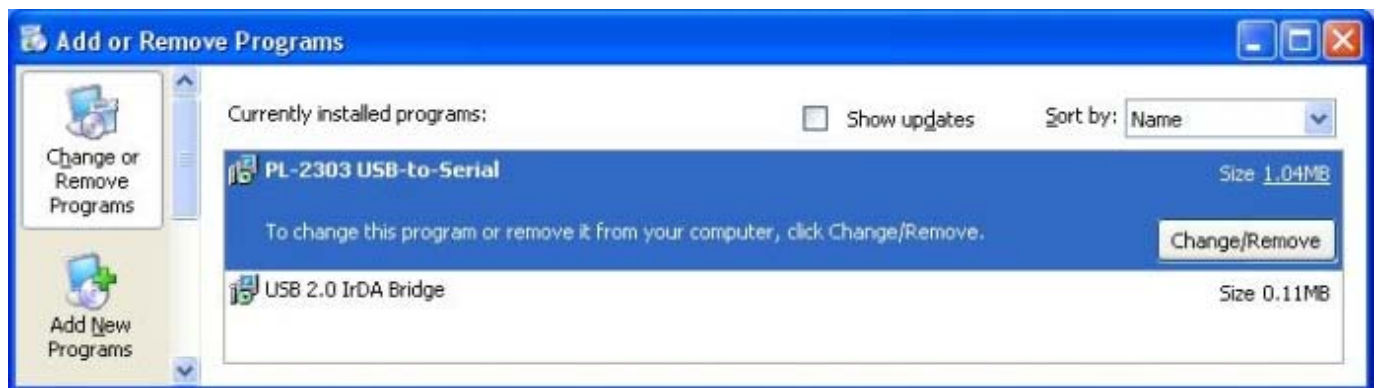 Add or Remove Programs
Change or
Remove
Programs
Add New
Programs
Currently installed programs:
Show updates
Sort by: Name
PL-2303 USB-to-Serial
Size 1.04MB
To change this program or remove it from your computer, click Change/Remove.
Change/Remove
USB 2.0 IrDA Bridge
Size 0.11MB